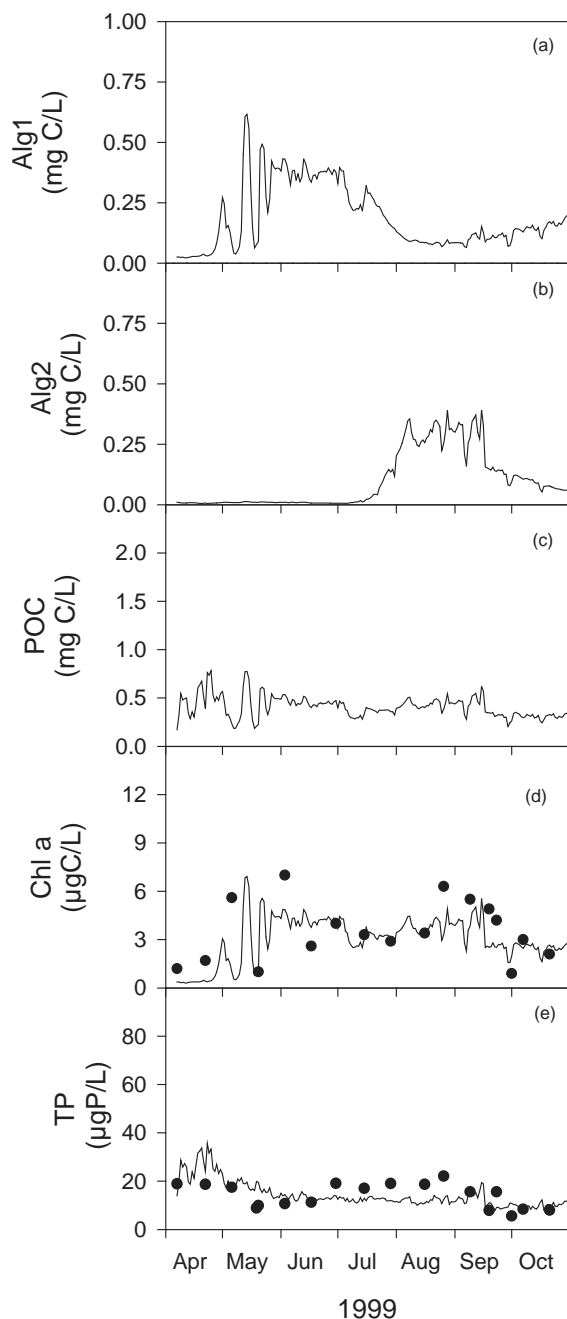 1.00
(a)
0.75
Alg1
(mg C/L)
0.50
0.25
0.00
(b)
0.75
Alg2
(mg C/L)
0.50
0.25
0.00
(c)
2.0
POC
(mg C/L)
1.5
1.0
0.5
0.0
(d)
12
Chl a
(µgC/L)
9
6
3
0
(e)
80
TP
(µgP/L)
60
40
20
0
Apr May Jun Jul Aug Sep Oct
1999